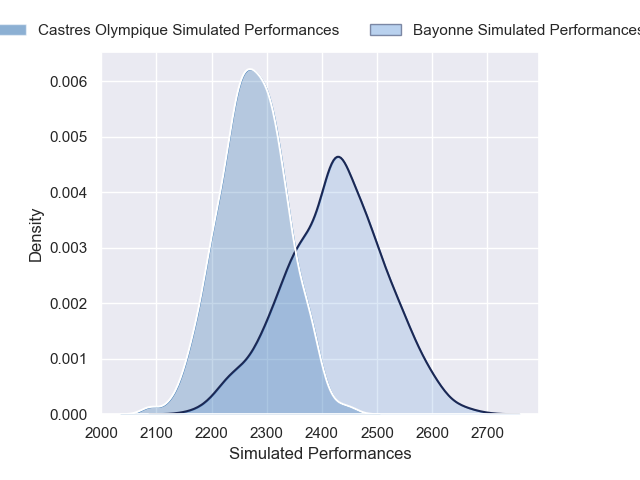 Castres Olympique Simulated Performances
Bayonne Simulated Performances
0.006
0.005
0.004
0.003
0.002
0.001
0.000
Density
2000 2100 2200 2300 2400 2500 2600 2700
Simulated Performances